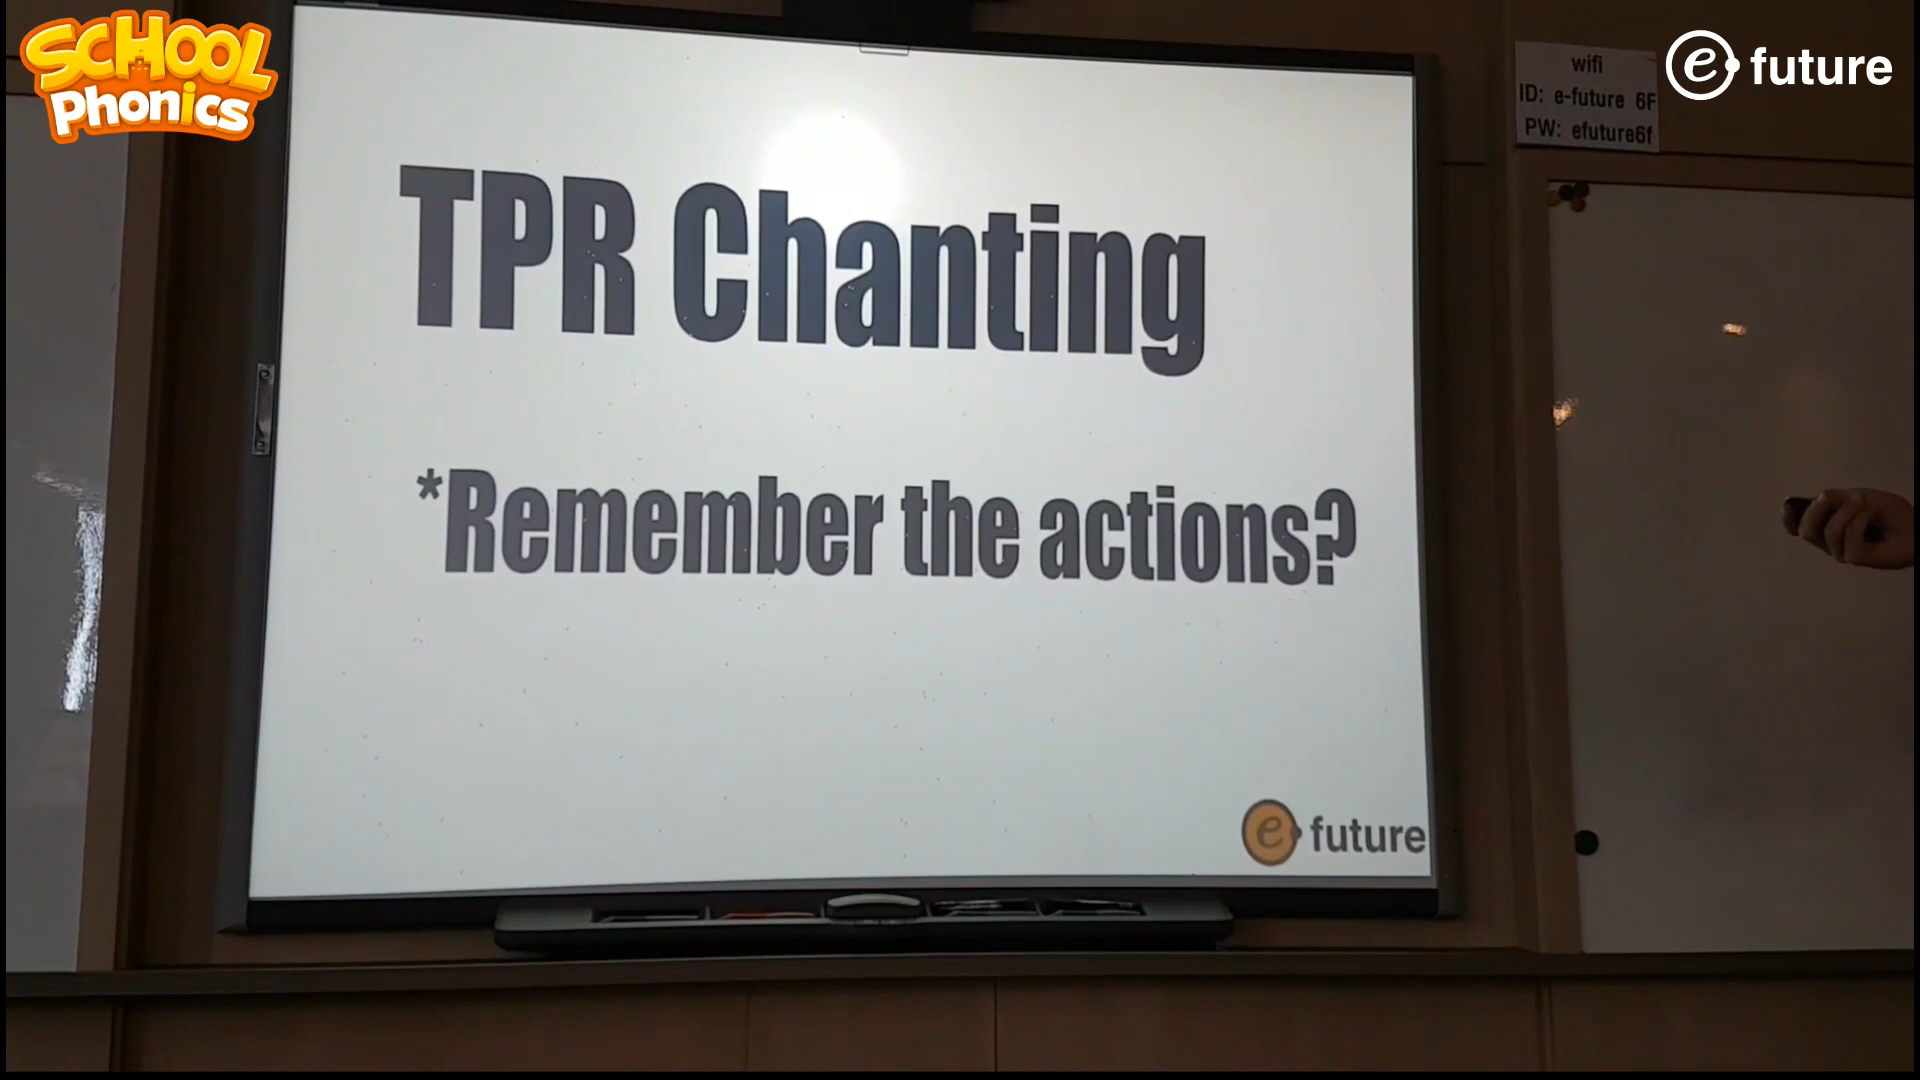 SCHOOL
Phonics
e future
wifi
ID: e-future 6F
PW: efuture6f
TPR Chanting
*Remember the actions?
e future